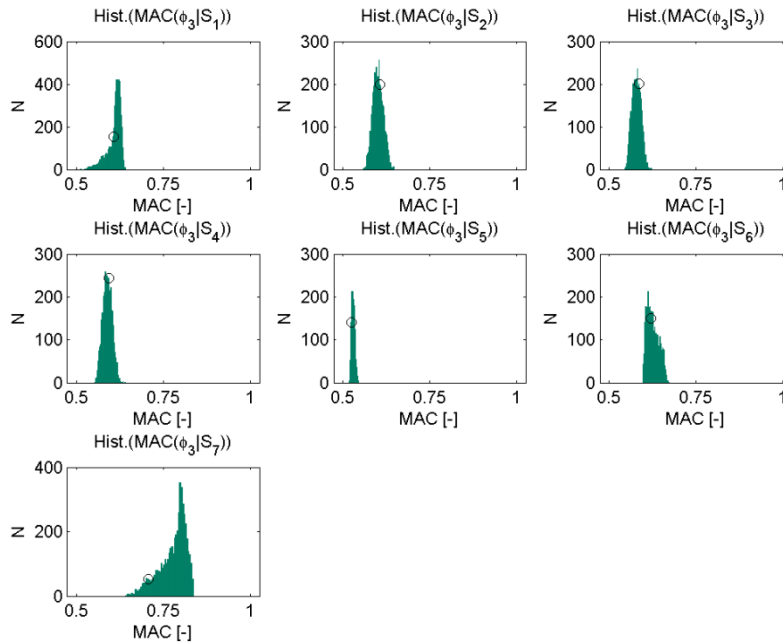 Hist.(MAC(ϕ₃|S₁))
600
400
200
0
N
0.5 0.75 1
MAC [-]
Hist.(MAC(ϕ₃|S₂))
300
200
100
0
N
0.5 0.75 1
MAC [-]
Hist.(MAC(ϕ₃|S₃))
300
200
100
0
N
0.5 0.75 1
MAC [-]
Hist.(MAC(ϕ₃|S₄))
300
200
100
0
N
0.5 0.75 1
MAC [-]
Hist.(MAC(ϕ₃|S₅))
300
200
100
0
N
0.5 0.75 1
MAC [-]
Hist.(MAC(ϕ₃|S₆))
300
200
100
0
N
0.5 0.75 1
MAC [-]
Hist.(MAC(ϕ₃|S₇))
400
200
0
N
0.5 0.75 1
MAC [-]